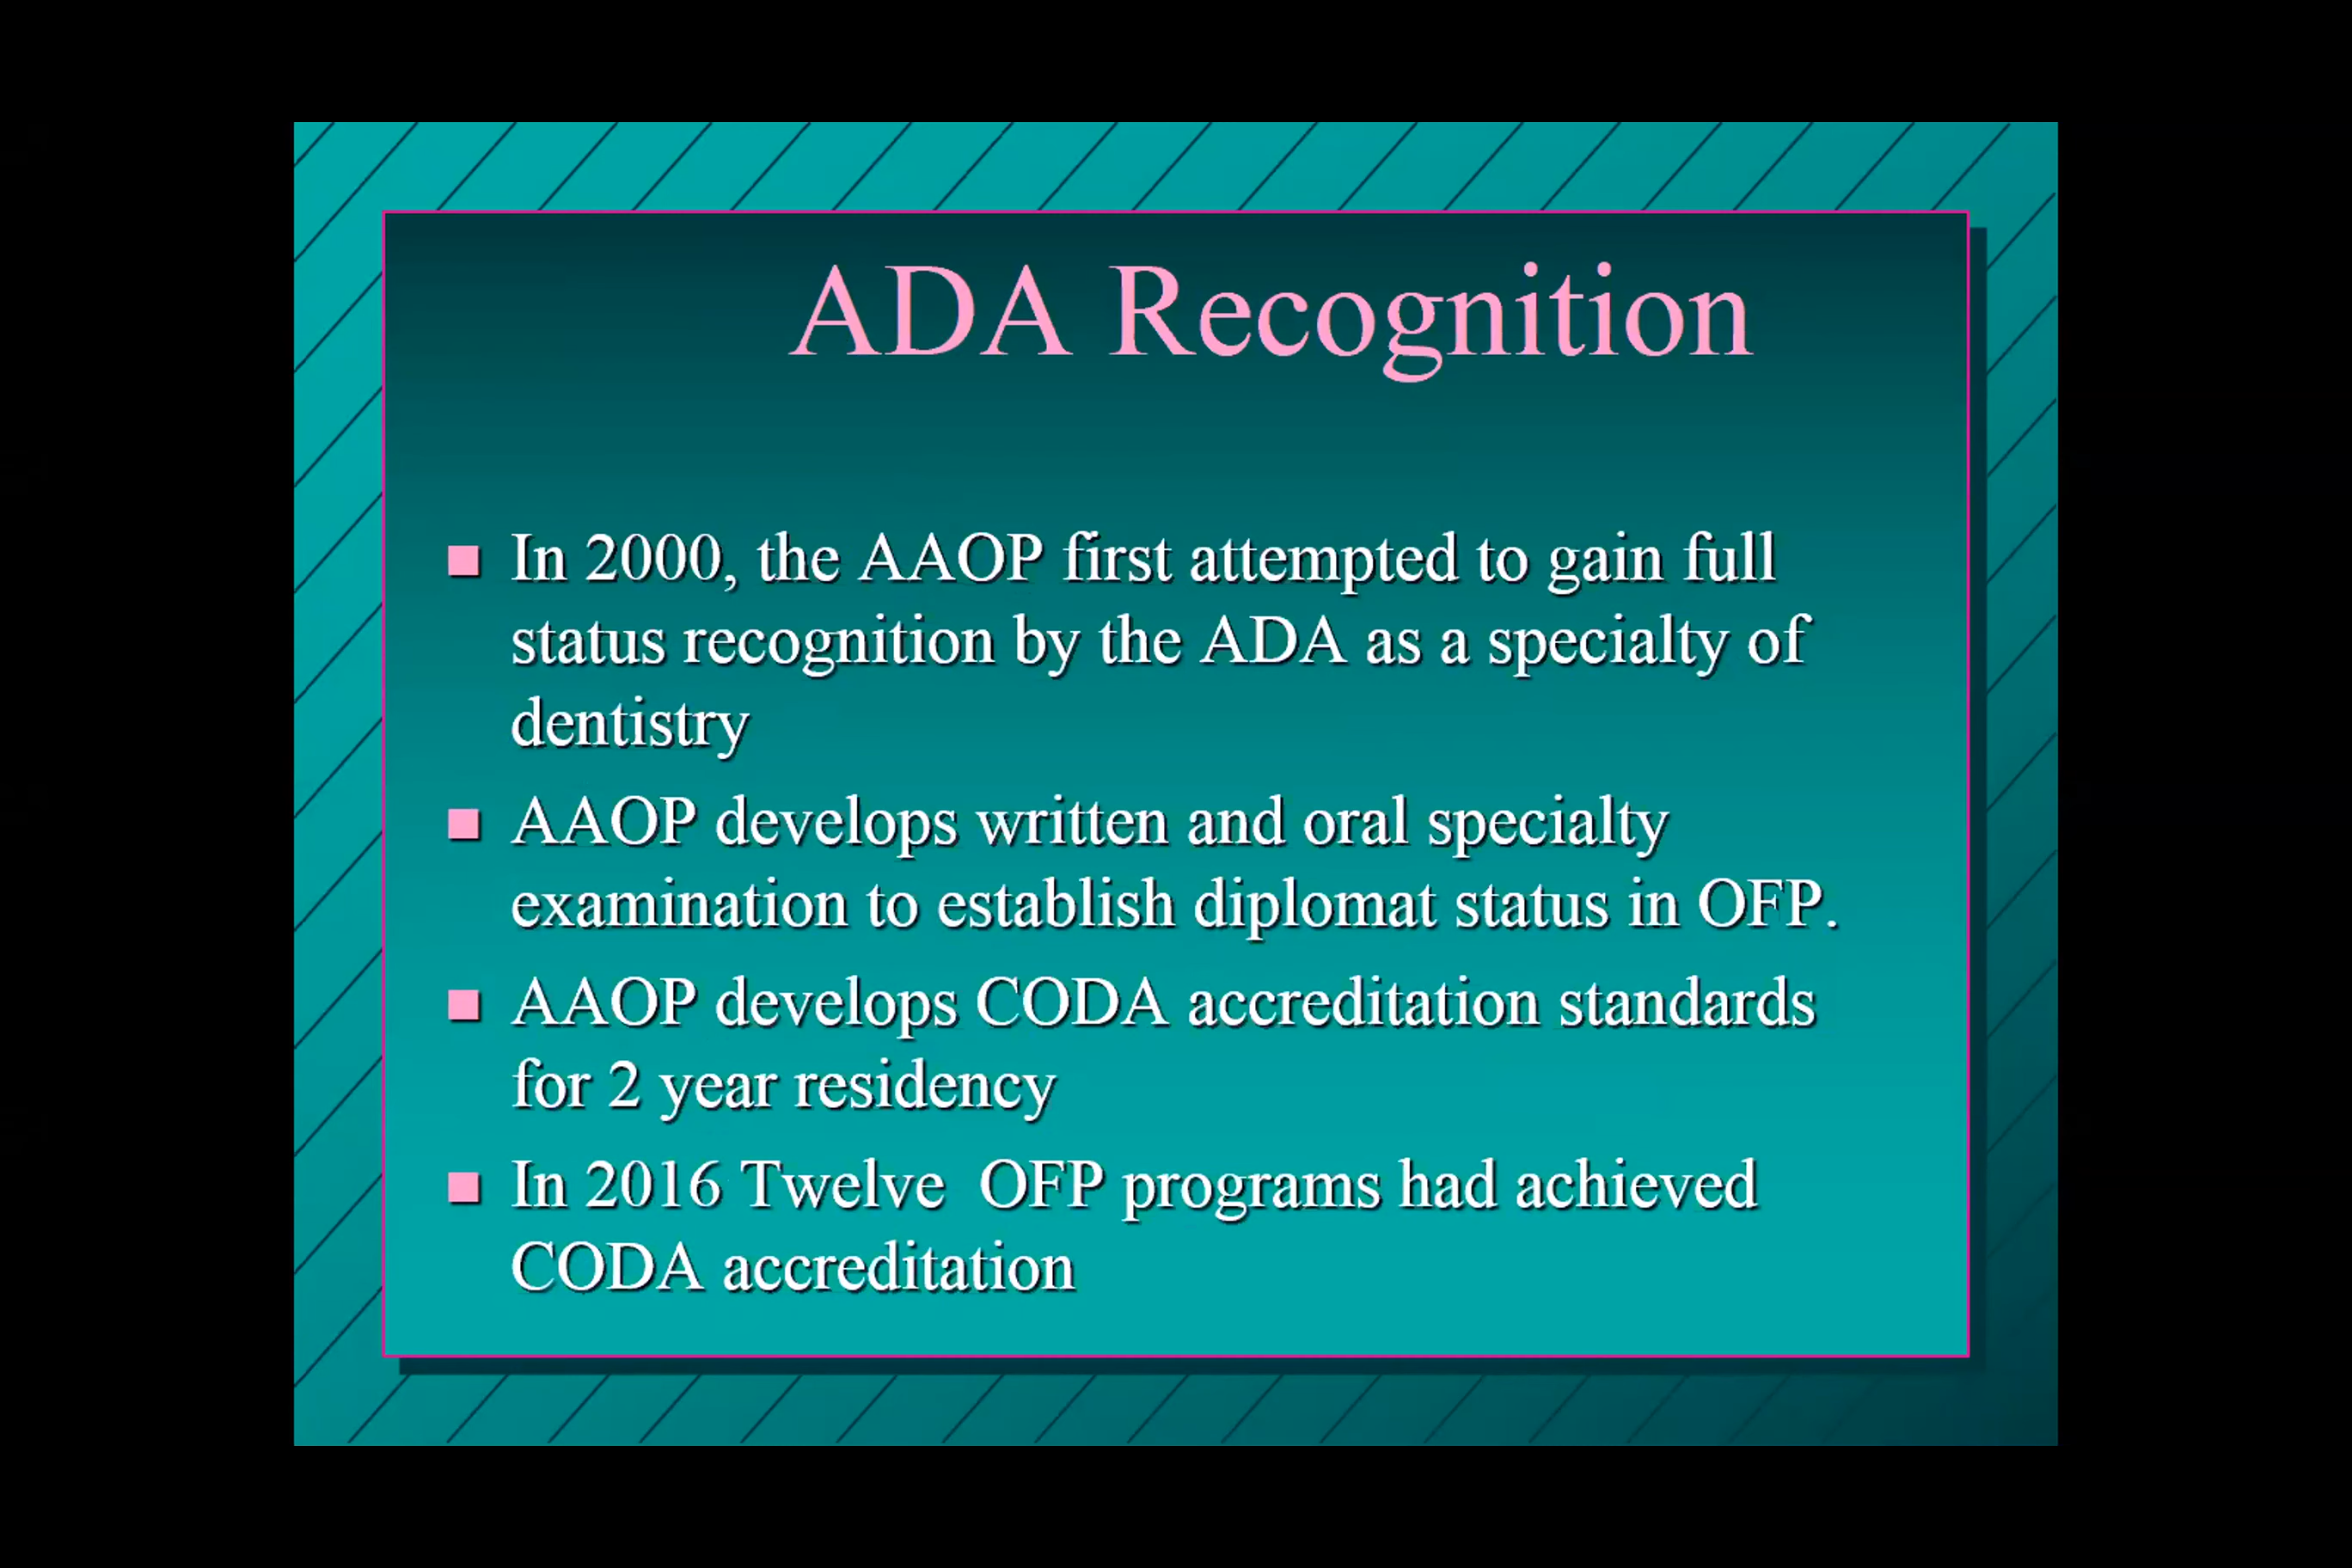 ADA Recognition
In 2000, the AAOP first attempted to gain full
status recognition by the ADA as a specialty of
dentistry
AAOP develops written and oral specialty
examination to establish diplomat status in OFP.
AAOP develops CODA accreditation standards
for 2 year residency
In 2016 Twelve  OFP programs had achieved
CODA accreditation